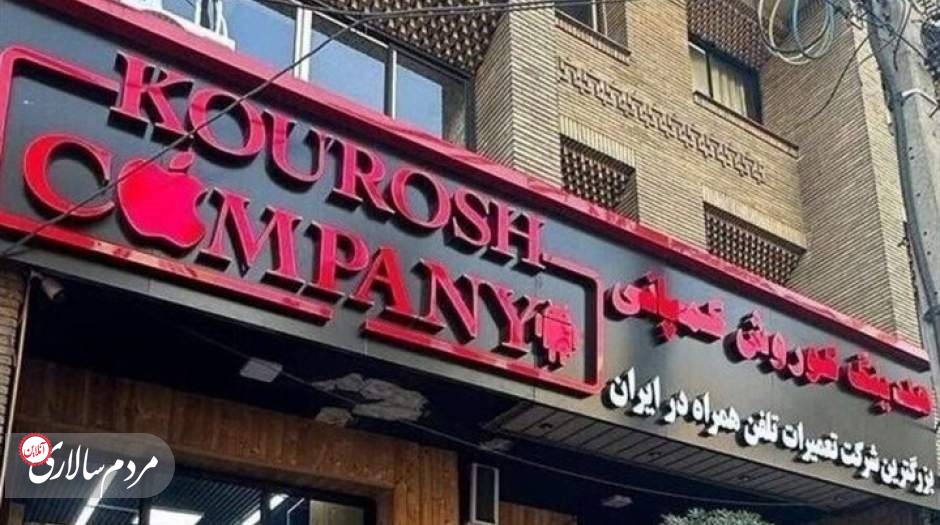 KOUROSH
COMPANY
هلدینگ کوروش کمپانی
بزرگترین شرکت تعمیرات تلفن همراه در ایران
مردم‌سالاری
آنلاین